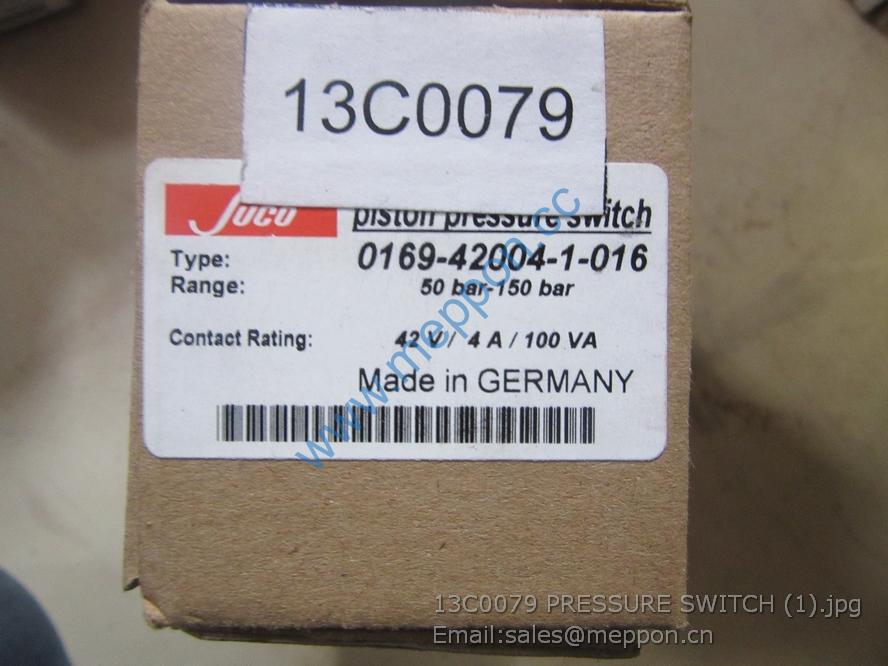 13C0079
Suco
piston pressure switch
Type: 0169-42004-1-016
Range: 50 bar-150 bar
Contact Rating: 42 V / 4 A / 100 VA
Made in GERMANY
www.meppon.cc
13C0079 PRESSURE SWITCH (1).jpg
Email:sales@meppon.cn